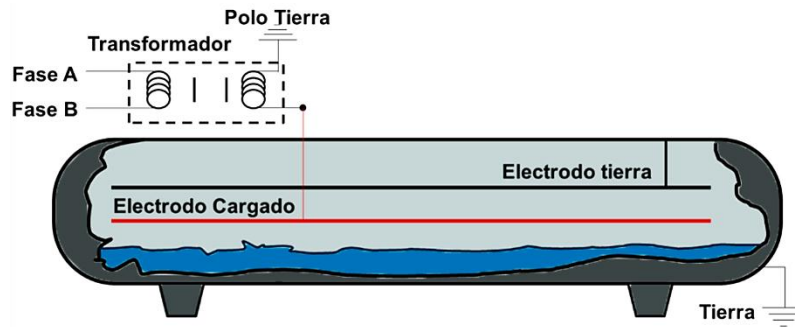 Polo Tierra
Transformador
Fase A
Fase B
Electrodo tierra
Electrodo Cargado
Tierra